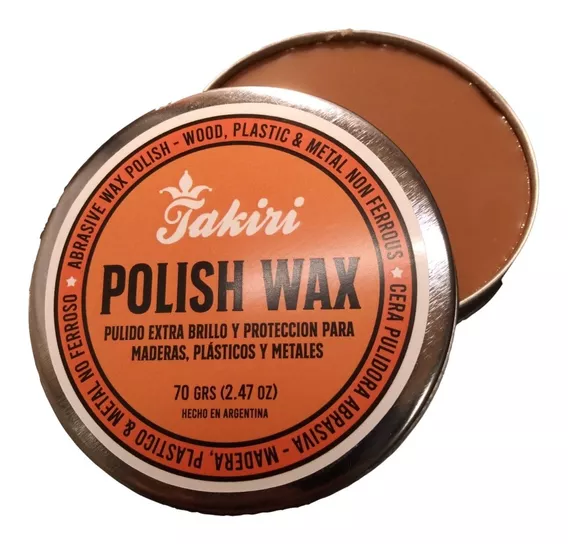 ABRASIVE WAX POLISH - WOOD, PLASTIC & METAL NON FERROUS
Takiri
POLISH WAX
PULIDO EXTRA BRILLO Y PROTECCION PARA
MADERAS, PLÁSTICOS Y METALES
70 GRS (2.47 OZ)
HECHO EN ARGENTINA
CERA PULIDORA ABRASIVA - MADERA, PLASTICO & METAL NO FERROSO